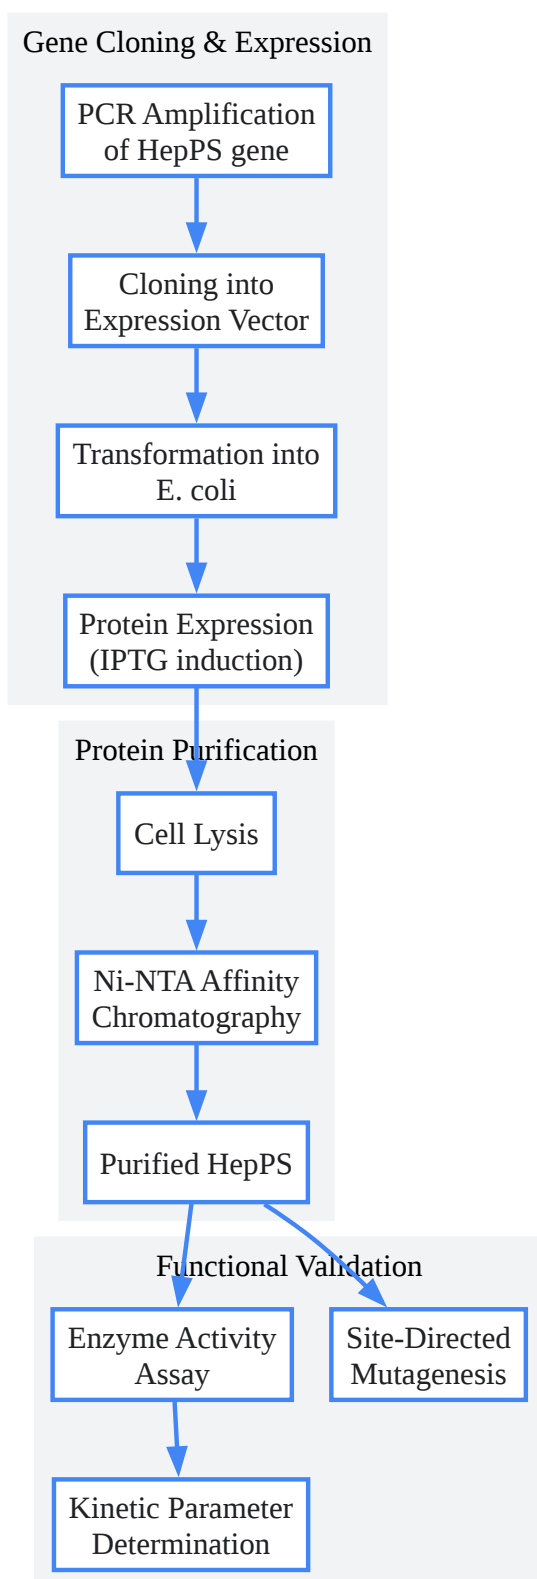 Gene Cloning & Expression
PCR Amplification
of HepPS gene
Cloning into
Expression Vector
Transformation into
E. coli
Protein Expression
(IPTG induction)
Protein Purification
Cell Lysis
Ni-NTA Affinity
Chromatography
Purified HepPS
Functional Validation
Enzyme Activity
Assay
Site-Directed
Mutagenesis
Kinetic Parameter
Determination